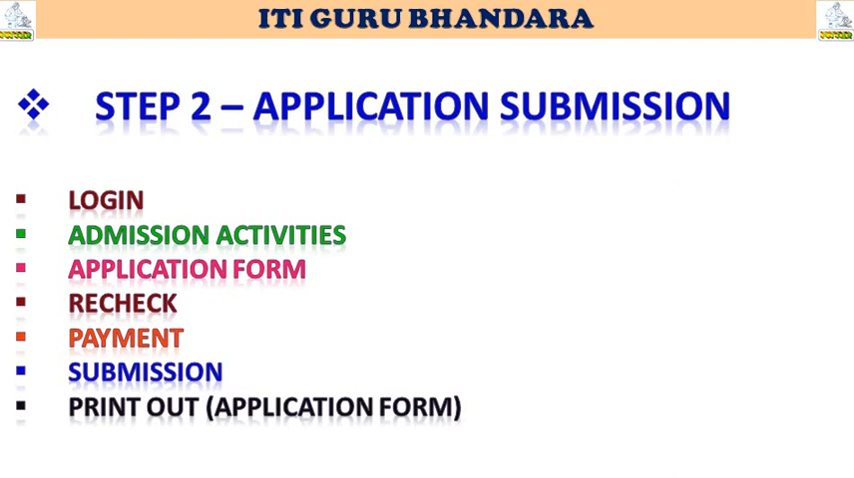 ITI GURU BHANDARA
STEP 2 – APPLICATION SUBMISSION
LOGIN
ADMISSION ACTIVITIES
APPLICATION FORM
RECHECK
PAYMENT
SUBMISSION
PRINT OUT (APPLICATION FORM)